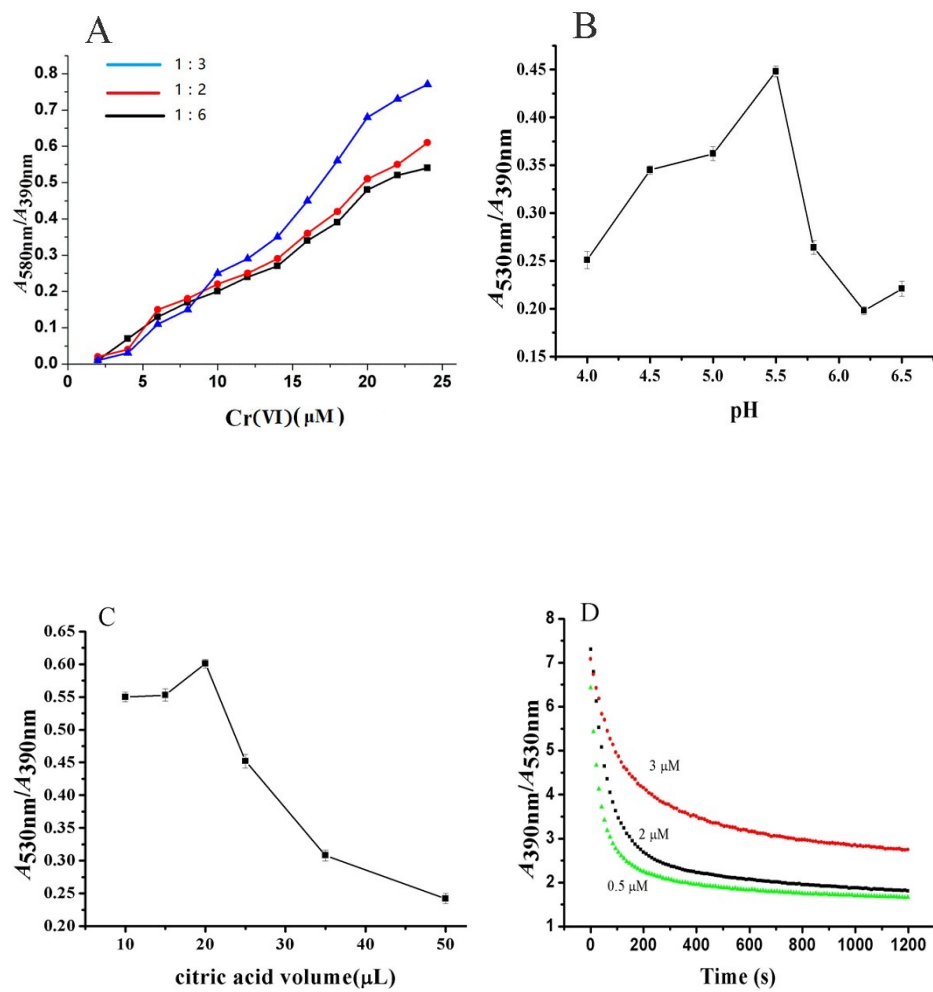 A
1 : 3
1 : 2
1 : 6
0.8
0.7
0.6
0.5
0.4
0.3
0.2
0.1
0.0
A580nm/A390nm
0 5 10 15 20 25
Cr(VI)(μM)
B
0.45
0.40
0.35
0.30
0.25
0.20
0.15
A530nm/A390nm
4.0 4.5 5.0 5.5 6.0 6.5
pH
C
0.65
0.60
0.55
0.50
0.45
0.40
0.35
0.30
0.25
0.20
A530nm/A390nm
10 20 30 40 50
citric acid volume(μL)
D
8
7
6
5
4
3
2
1
A390nm/A530nm
3 μM
2 μM
0.5 μM
0 200 400 600 800 1000 1200
Time (s)